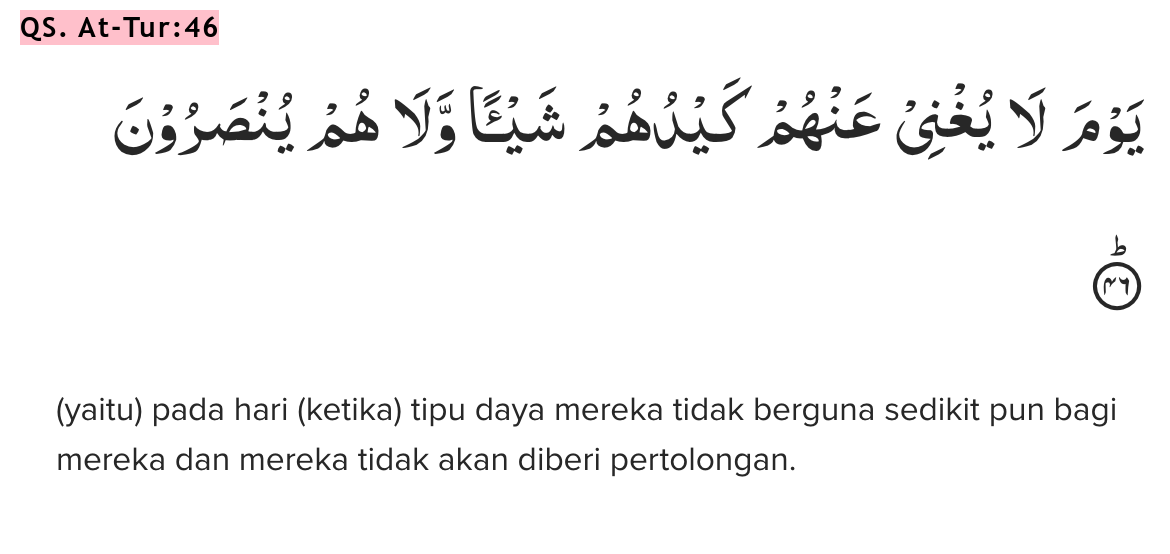 QS. At-Tur:46
يَوْمَ لَا يُغْنِيْ عَنْهُمْ كَيْدُهُمْ شَيْـًٔا وَّلَا هُمْ يُنْصَرُوْنَ
ۗ ٤٦
(yaitu) pada hari (ketika) tipu daya mereka tidak berguna sedikit pun bagi
mereka dan mereka tidak akan diberi pertolongan.